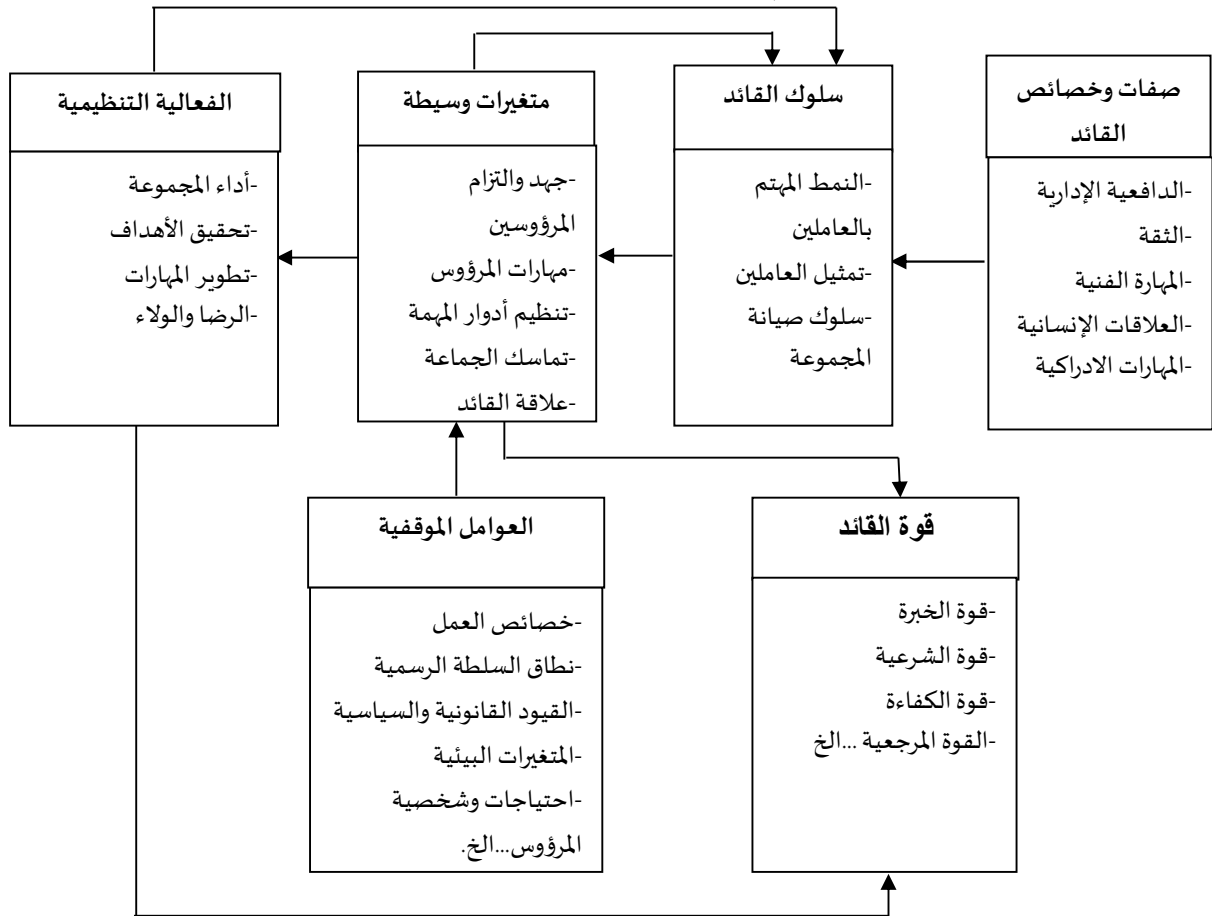 صفات وخصائص
القائد
-الدافعية الإدارية
-الثقة
-المهارة الفنية
-العلاقات الإنسانية
-المهارات الادراكية
سلوك القائد
-النمط المهتم
بالعاملين
-تمثيل العاملين
-سلوك صيانة
المجموعة
متغيرات وسيطة
-جهد والتزام
المرؤوسين
-مهارات المرؤوس
-تنظيم أدوار المهمة
-تماسك الجماعة
-علاقة القائد
الفعالية التنظيمية
-أداء المجموعة
-تحقيق الأهداف
-تطوير المهارات
-الرضا والولاء
قوة القائد
-قوة الخبرة
-قوة الشرعية
-قوة الكفاءة
-القوة المرجعية ...الخ
العوامل الموقفية
-خصائص العمل
-نطاق السلطة الرسمية
-القيود القانونية والسياسية
-المتغيرات البيئية
-احتياجات وشخصية
المرؤوس...الخ.